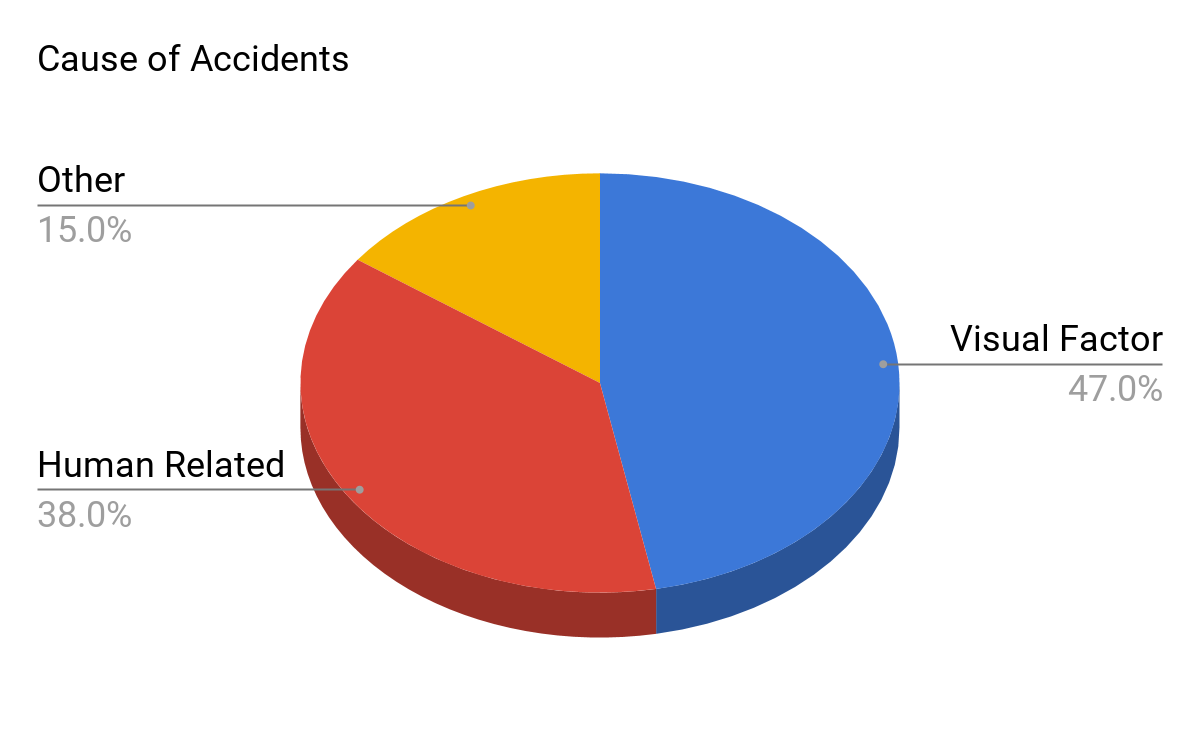 Cause of Accidents
Other
15.0%
Visual Factor
47.0%
Human Related
38.0%